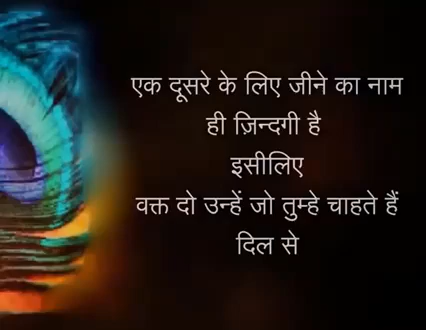 एक दूसरे के लिए जीने का नाम
ही ज़िन्दगी है
इसीलिए
वक्त दो उन्हें जो तुम्हे चाहते हैं
दिल से